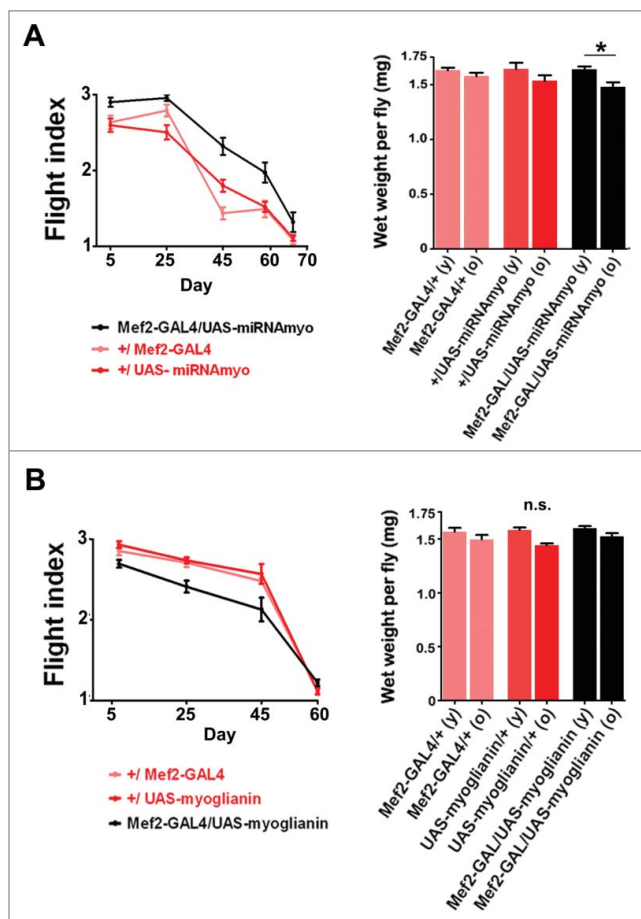 A
Flight index
3
2
1
5 25 45 60 70
Day
Mef2-GAL4/UAS-miRNAmyo
+/ Mef2-GAL4
+/ UAS- miRNAmyo
*
Wet weight per fly (mg)
1.75
1.5
0.5
0
Mef2-GAL4/+ (y)
Mef2-GAL4/+ (o)
+/UAS-miRNAmyo (y)
+/UAS-miRNAmyo (o)
Mef2-GAL/UAS-miRNAmyo (y)
Mef2-GAL/UAS-miRNAmyo (o)
B
Flight index
3
2
1
5 25 45 60
Day
+/ Mef2-GAL4
+/ UAS-myoglianin
Mef2-GAL4/UAS-myoglianin
n.s.
Wet weight per fly (mg)
1.75
1.5
0.5
0
Mef2-GAL4/+ (y)
Mef2-GAL4/+ (o)
UAS-myoglianin/+ (y)
UAS-myoglianin/+ (o)
Mef2-GAL/UAS-myoglianin (y)
Mef2-GAL/UAS-myoglianin (o)